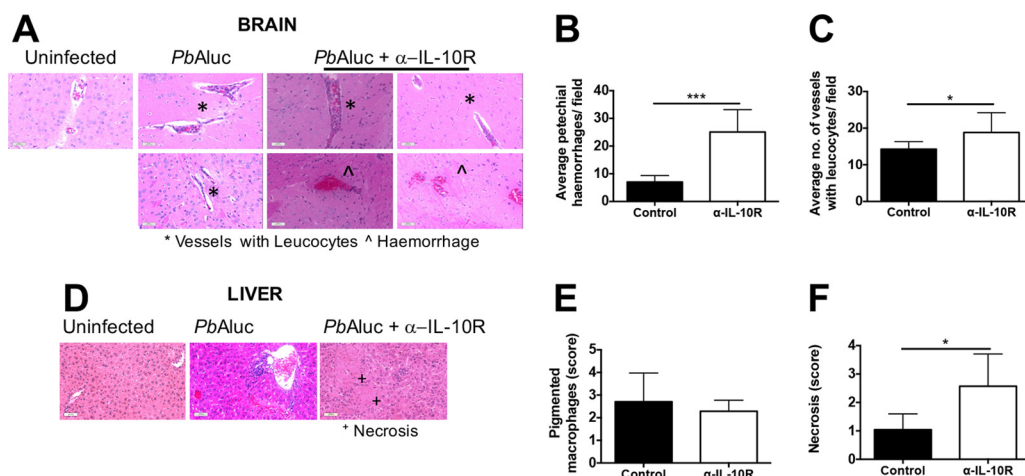 A
BRAIN
Uninfected
PbAluc
PbAluc + α–IL-10R
*
*
*
*
^
^
* Vessels with Leucocytes ^ Haemorrhage
B
Average petechial
haemorrhages/ field
40
30
20
10
0
***
Control
α-IL-10R
C
Average no. of vessels
with leucocytes/ field
30
20
10
0
*
Control
α-IL-10R
D
LIVER
Uninfected
PbAluc
PbAluc + α–IL-10R
+
+
+ Necrosis
E
Pigmented
macrophages (score)
5
4
3
2
1
0
Control
α-IL-10R
F
Necrosis (score)
4
3
2
1
0
*
Control
α-IL-10R